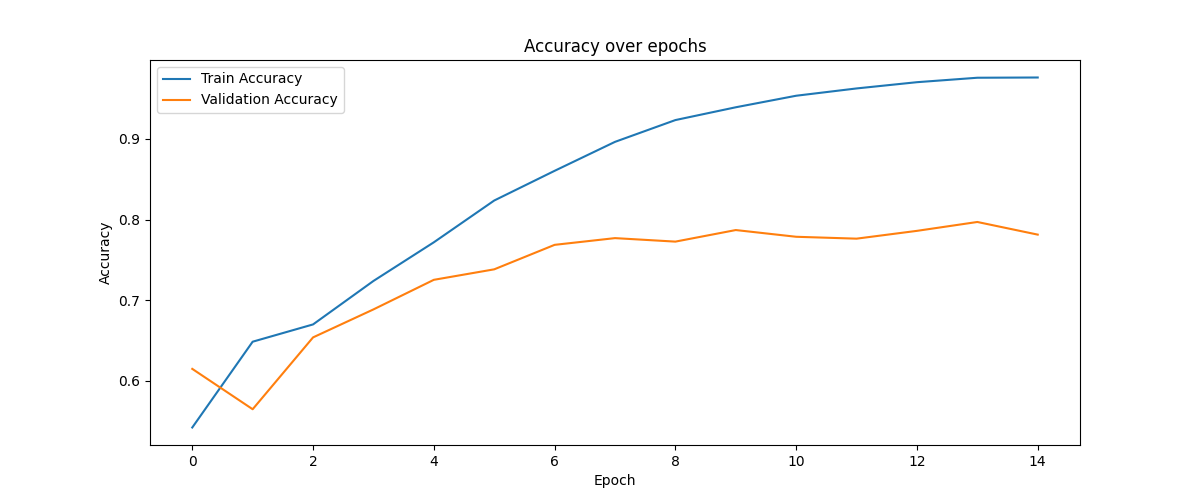 Accuracy over epochs
Train Accuracy
Validation Accuracy
0.9
0.8
0.7
0.6
Accuracy
0 2 4 6 8 10 12 14
Epoch